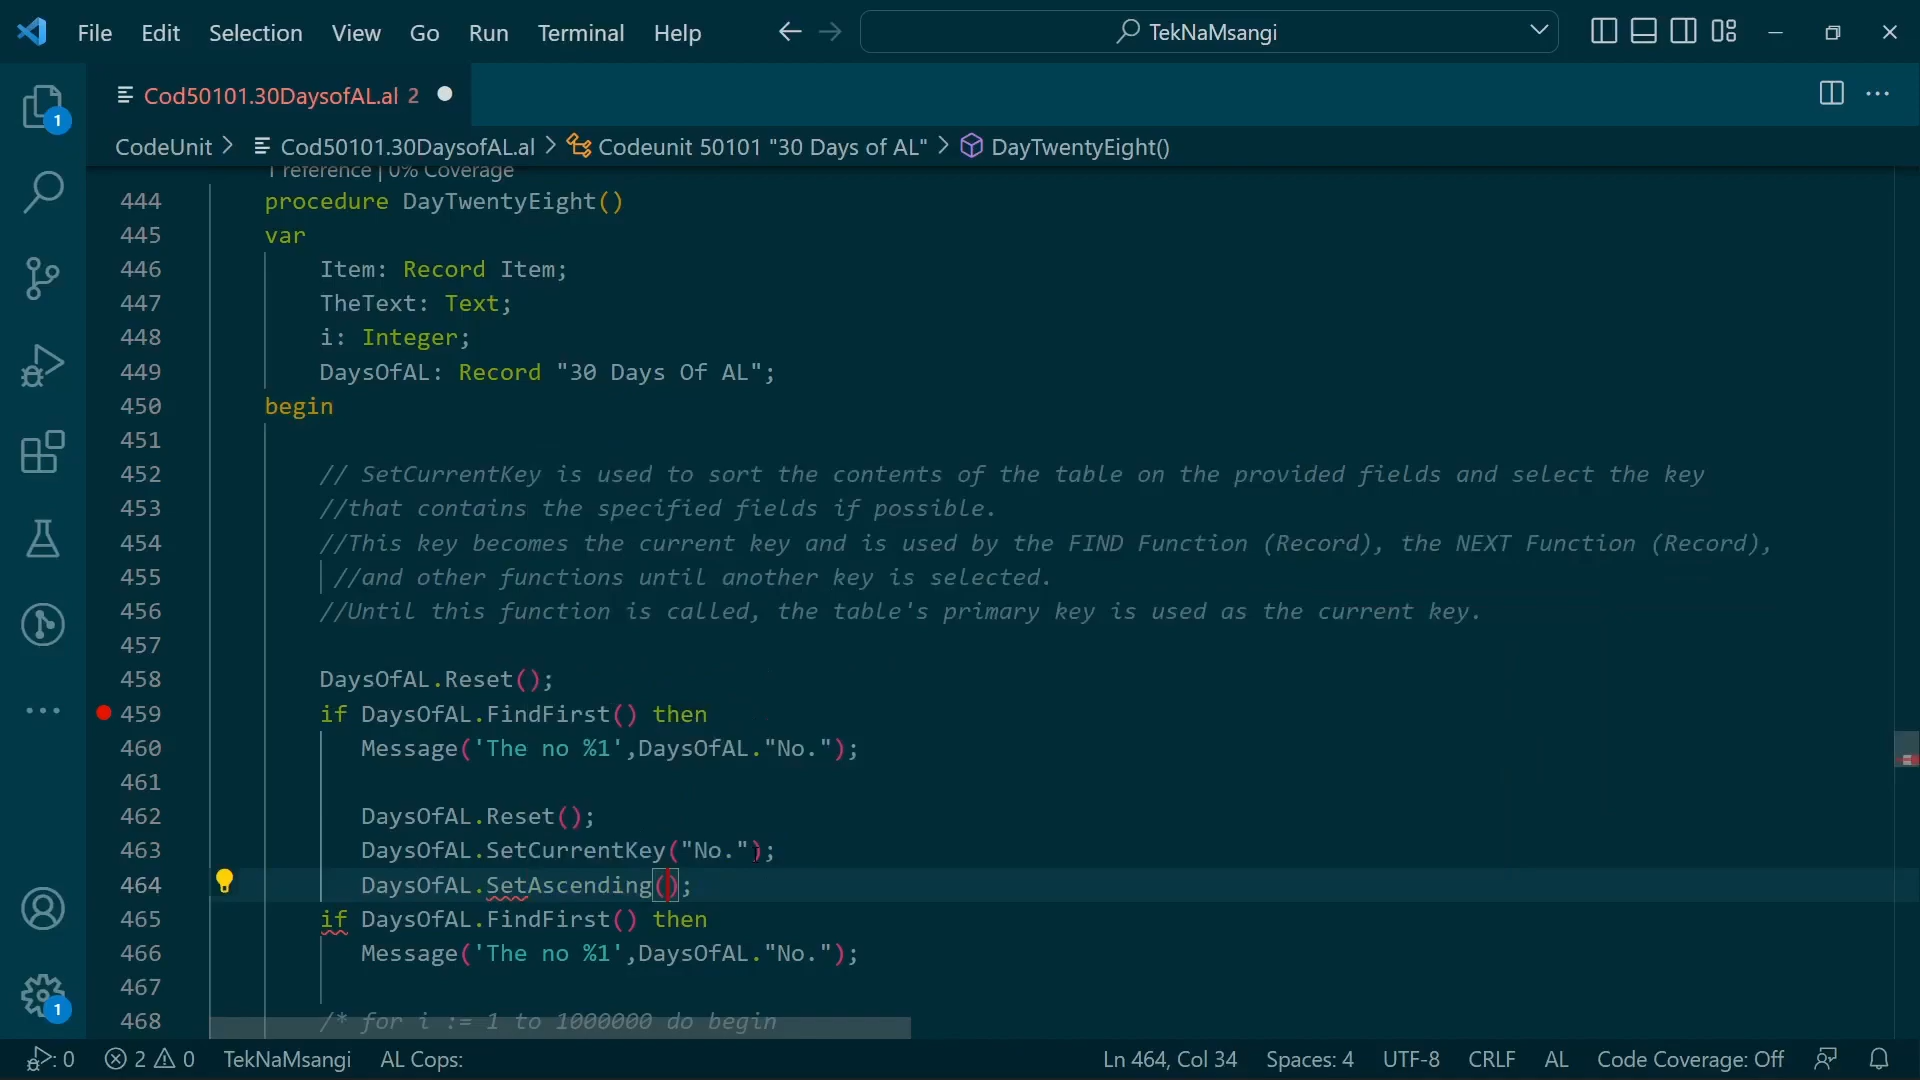 File Edit Selection View Go Run Terminal Help TekNaMsangi
Cod50101.30DaysofAL.al 2
CodeUnit Cod50101.30DaysofAL.al Codeunit 50101 "30 Days of AL" DayTwentyEight()
1 reference | 0% Coverage
444 procedure DayTwentyEight()
445 var
446 Item: Record Item;
447 TheText: Text;
448 i: Integer;
449 DaysOfAL: Record "30 Days Of AL";
450 begin
451
452 // SetCurrentKey is used to sort the contents of the table on the provided fields and select the key
453 //that contains the specified fields if possible.
454 //This key becomes the current key and is used by the FIND Function (Record), the NEXT Function (Record),
455 //and other functions until another key is selected.
456 //Until this function is called, the table's primary key is used as the current key.
457
458 DaysOfAL.Reset();
459 if DaysOfAL.FindFirst() then
460 Message('The no %1',DaysOfAL."No.");
461
462 DaysOfAL.Reset();
463 DaysOfAL.SetCurrentKey("No.");
464 DaysOfAL.SetAscending();
465 if DaysOfAL.FindFirst() then
466 Message('The no %1',DaysOfAL."No.");
467
468 /* for i := 1 to 1000000 do begin
1
1
: 0 2 0 TekNaMsangi AL Cops: Ln 464, Col 34 Spaces: 4 UTF-8 CRLF AL Code Coverage: Off